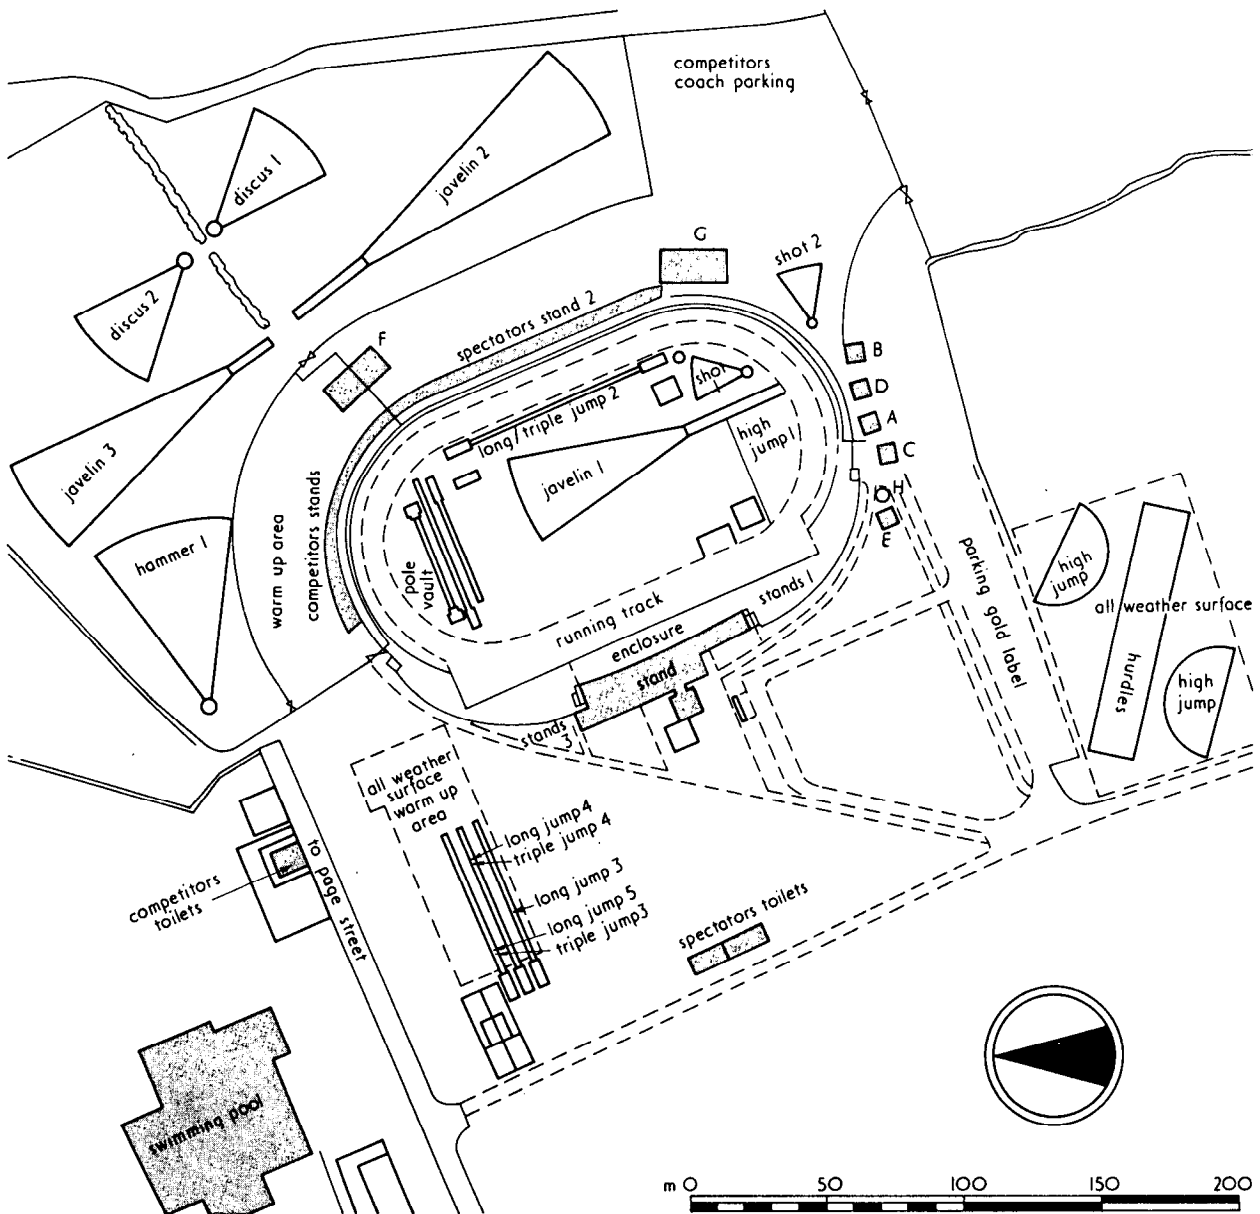 competitors
coach parking
discus 1
javelin 2
G
shot 2
discus 2
spectators stand 2
F
B
D
A
C
H
E
shot
1
long/triple jump 2
high
jump 1
javelin 1
javelin 3
hammer 1
warm up area
competitors stands
pole
vault
running track
enclosure
stands 1
stand
stands
3
parking gold label
high
jump
all weather surface
hurdles
high
jump
all weather
surface
warm up
area
long jump 4
triple jump 4
long jump 3
long jump 5
triple jump3
to page street
competitors
toilets
spectators toilets
swimming pool
m 0 50 100 150 200